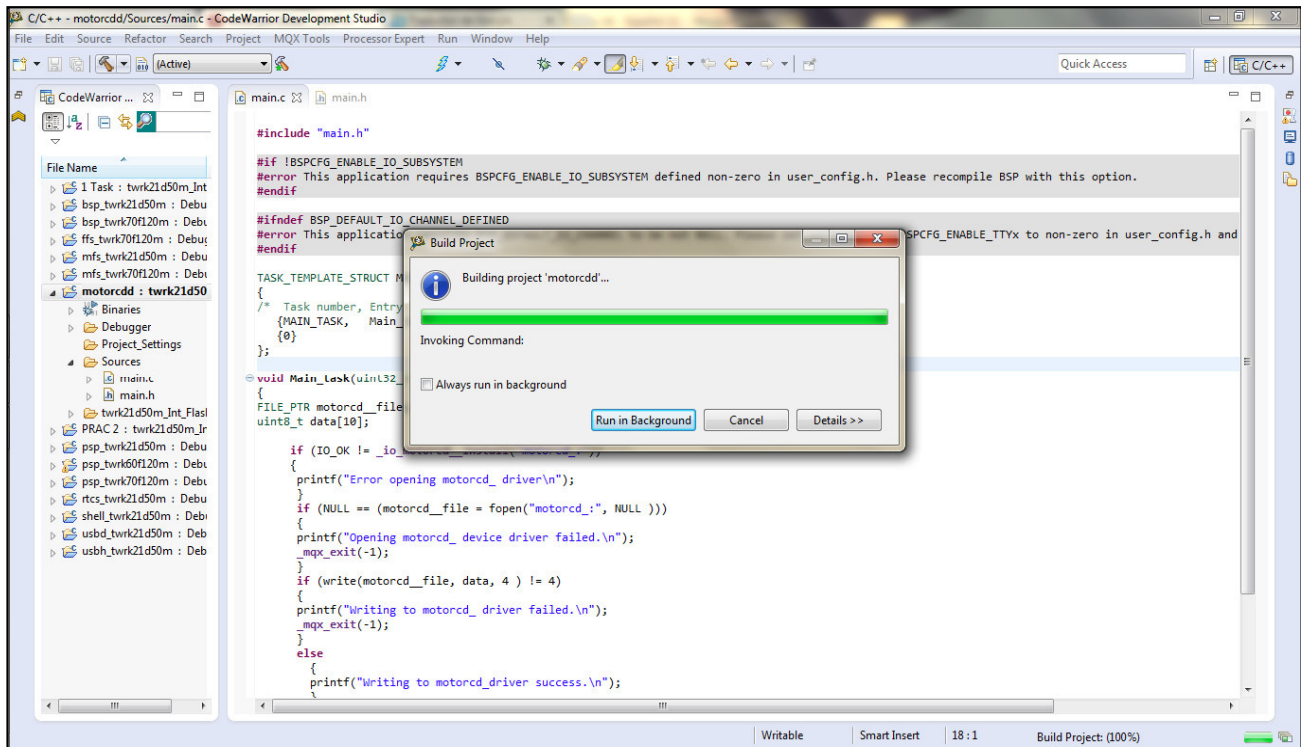 C/C++ - motorcdd/Sources/main.c - CodeWarrior Development Studio
File Edit Source Refactor Search Project MQX Tools Processor Expert Run Window Help
(Active)
Quick Access
C/C++
CodeWarrior ...
main.c
main.h
File Name
1 Task : twrk21d50m_Int
bsp_twrk21d50m : Debu
bsp_twrk70f120m : Debu
ffs_twrk70f120m : Debug
mfs_twrk21d50m : Debu
mfs_twrk70f120m : Debu
motorcdd : twrk21d50
Binaries
Debugger
Project_Settings
Sources
main.c
main.h
twrk21d50m_Int_Flasl
PRAC 2 : twrk21d50m_Ir
psp_twrk21d50m : Debu
psp_twrk60f120m : Debu
psp_twrk70f120m : Debu
rtcs_twrk21d50m : Debu
shell_twrk21d50m : Debu
usbd_twrk21d50m : Deb
usbh_twrk21d50m : Deb
#include "main.h"
#if !BSPCFG_ENABLE_IO_SUBSYSTEM
#error This application requires BSPCFG_ENABLE_IO_SUBSYSTEM defined non-zero in user_config.h. Please recompile BSP with this option.
#endif
#ifndef BSP_DEFAULT_IO_CHANNEL_DEFINED
#error This applicatio SPCFG_ENABLE_TTYx to non-zero in user_config.h and
#endif
TASK_TEMPLATE_STRUCT M
{
/* Task number, Entry
{MAIN_TASK, Main_
{0}
};
void Main_task(uint32_
{
FILE_PTR motorcd__file
uint8_t data[10];
if (IO_OK != _io_
{
printf("Error opening motorcd_ driver\n");
}
if (NULL == (motorcd__file = fopen("motorcd_:", NULL )))
{
printf("Opening motorcd_ device driver failed.\n");
_mqx_exit(-1);
}
if (write(motorcd__file, data, 4 ) != 4)
{
printf("Writing to motorcd_ driver failed.\n");
_mqx_exit(-1);
}
else
{
printf("Writing to motorcd_driver success.\n");
}
Build Project
Building project 'motorcdd'...
Invoking Command:
Always run in background
Run in Background
Cancel
Details >>
Writable
Smart Insert
18 : 1
Build Project: (100%)